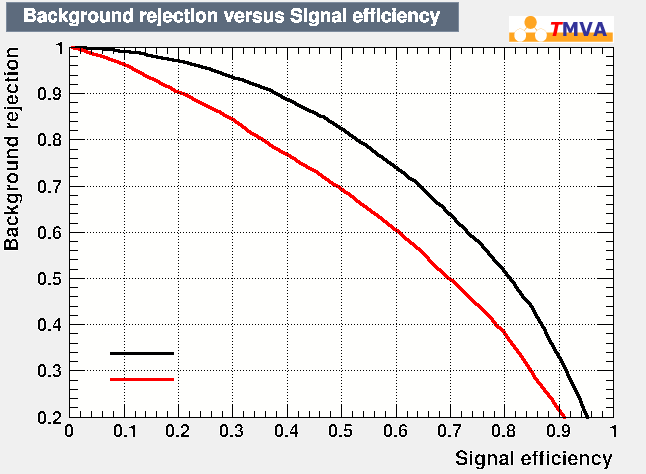 Background rejection versus Signal efficiency
TMVA
Background rejection
1
0.9
0.8
0.7
0.6
0.5
0.4
0.3
0.2
0 0.1 0.2 0.3 0.4 0.5 0.6 0.7 0.8 0.9 1
Signal efficiency